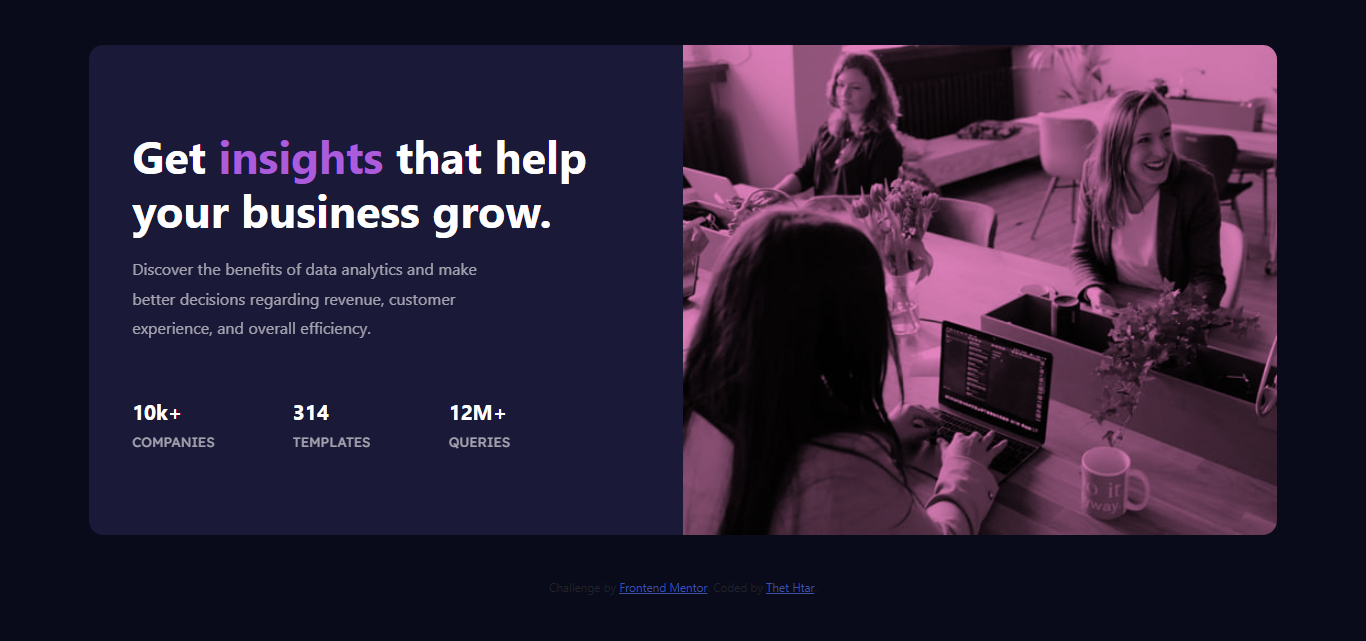 Get insights that help
your business grow.
Discover the benefits of data analytics and make
better decisions regarding revenue, customer
experience, and overall efficiency.
10k+ 314 12M+
COMPANIES TEMPLATES QUERIES
Challenge by Frontend Mentor. Coded by Thet Htar